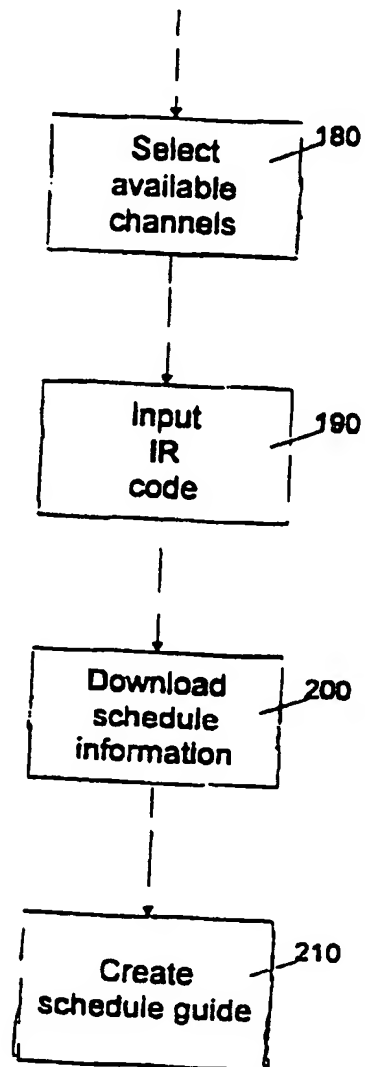 180
Select
available
channels
190
Input
IR
code
200
Download
schedule
information
210
Create
schedule guide